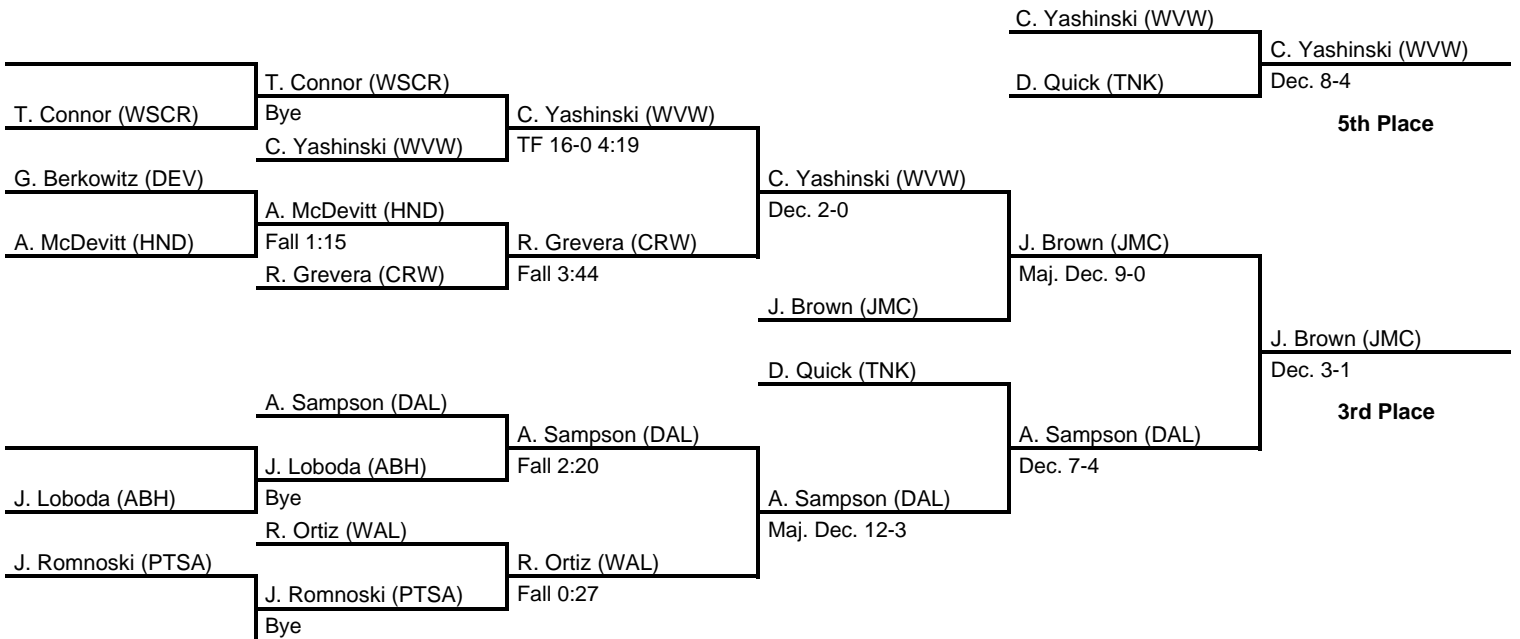 C. Yashinski (WVW)
C. Yashinski (WVW)
T. Connor (WSCR)
D. Quick (TNK)
Dec. 8-4
T. Connor (WSCR)
Bye
C. Yashinski (WVW)
5th Place
C. Yashinski (WVW)
TF 16-0 4:19
G. Berkowitz (DEV)
C. Yashinski (WVW)
A. McDevitt (HND)
Dec. 2-0
A. McDevitt (HND)
Fall 1:15
R. Grevera (CRW)
J. Brown (JMC)
R. Grevera (CRW)
Fall 3:44
Maj. Dec. 9-0
J. Brown (JMC)
J. Brown (JMC)
D. Quick (TNK)
Dec. 3-1
A. Sampson (DAL)
3rd Place
A. Sampson (DAL)
A. Sampson (DAL)
J. Loboda (ABH)
Fall 2:20
Dec. 7-4
J. Loboda (ABH)
Bye
A. Sampson (DAL)
R. Ortiz (WAL)
Maj. Dec. 12-3
J. Romnoski (PTSA)
R. Ortiz (WAL)
J. Romnoski (PTSA)
Fall 0:27
Bye